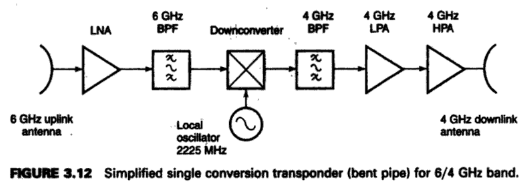 LNA
6 GHz
BPF
Downconverter
4 GHz
BPF
4 GHz
LPA
4 GHz
HPA
6 GHz uplink
antenna
Local
oscillator
2225 MHz
4 GHz downlink
antenna
FIGURE 3.12 Simplified single conversion transponder (bent pipe) for 6/4 GHz band.